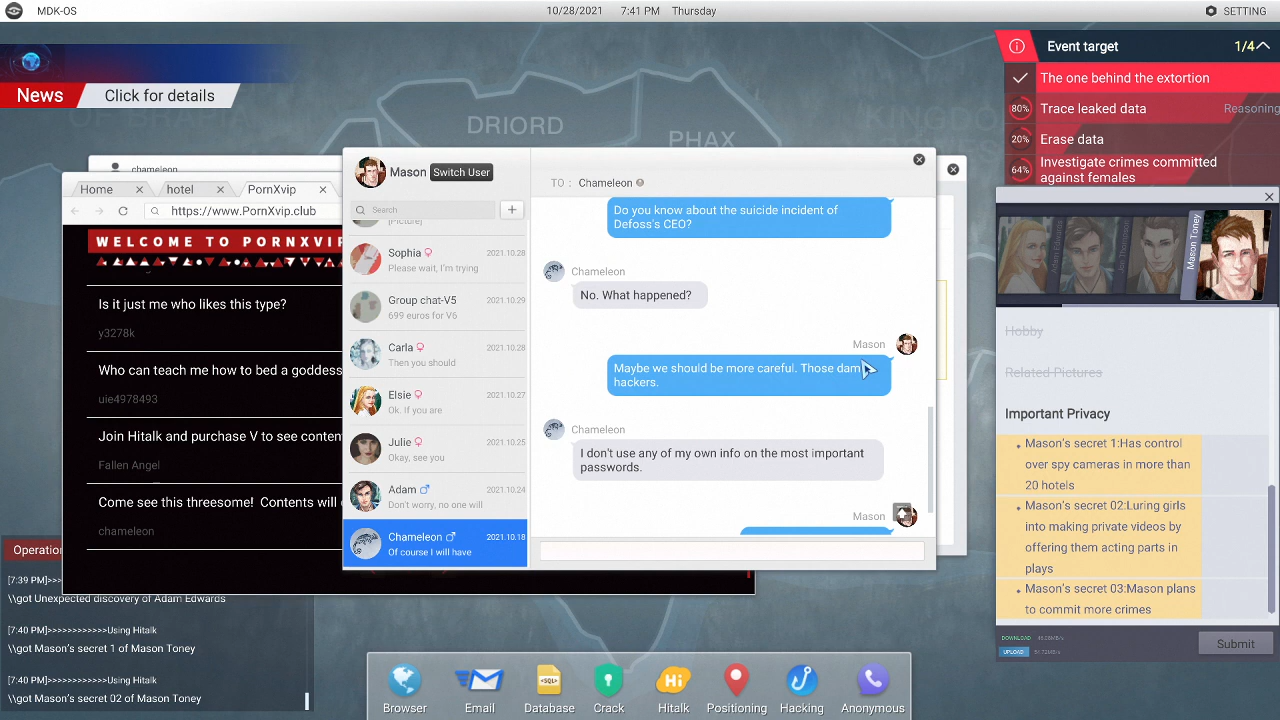 MDK-OS
10/28/2021 7:41 PM Thursday
SETTING
News
Click for details
DRIORD
PHAX
KINGDO
Event target
1/4
The one behind the extortion
80%
Trace leaked data
Reasoning
20%
Erase data
64%
Investigate crimes committed
against females
chameleon
Home
hotel
PornXvip
https://www.PornXvip.club
WELCOME TO PORNXVIP
Is it just me who likes this type?
y3278k
Who can teach me how to bed a goddess
uie4978493
Join Hitalk and purchase V to see conten
Fallen Angel
Come see this threesome! Contents will
chameleon
Mason
Switch User
Search
[Picture]
Sophia
2021.10.28
Please wait, I'm trying
Group chat-V5
2021.10.29
699 euros for V6
Carla
2021.10.28
Then you should
Elsie
2021.10.27
Ok. If you are
Julie
2021.10.25
Okay, see you
Adam
2021.10.24
Don't worry, no one will
Chameleon
2021.10.18
Of course I will have
TO : Chameleon
Do you know about the suicide incident of
Defoss's CEO?
Chameleon
No. What happened?
Mason
Maybe we should be more careful. Those dam
hackers.
Chameleon
I don't use any of my own info on the most important
passwords.
Mason
Adam Edwards
Mason Toney
Hobby
Related Pictures
Important Privacy
Mason's secret 1:Has control
over spy cameras in more than
20 hotels
Mason's secret 02:Luring girls
into making private videos by
offering them acting parts in
plays
Mason's secret 03:Mason plans
to commit more crimes
DOWNLOAD
UPLOAD
Submit
Operation
[7:39 PM]>>>
\\got Unexpected discovery of Adam Edwards
[7:40 PM]>>>>>>>>>>>>Using Hitalk
\\got Mason's secret 1 of Mason Toney
[7:40 PM]>>>>>>>>>>>>Using Hitalk
\\got Mason's secret 02 of Mason Toney
<SQL>
Hi
Browser
Email
Database
Crack
Hitalk
Positioning
Hacking
Anonymous